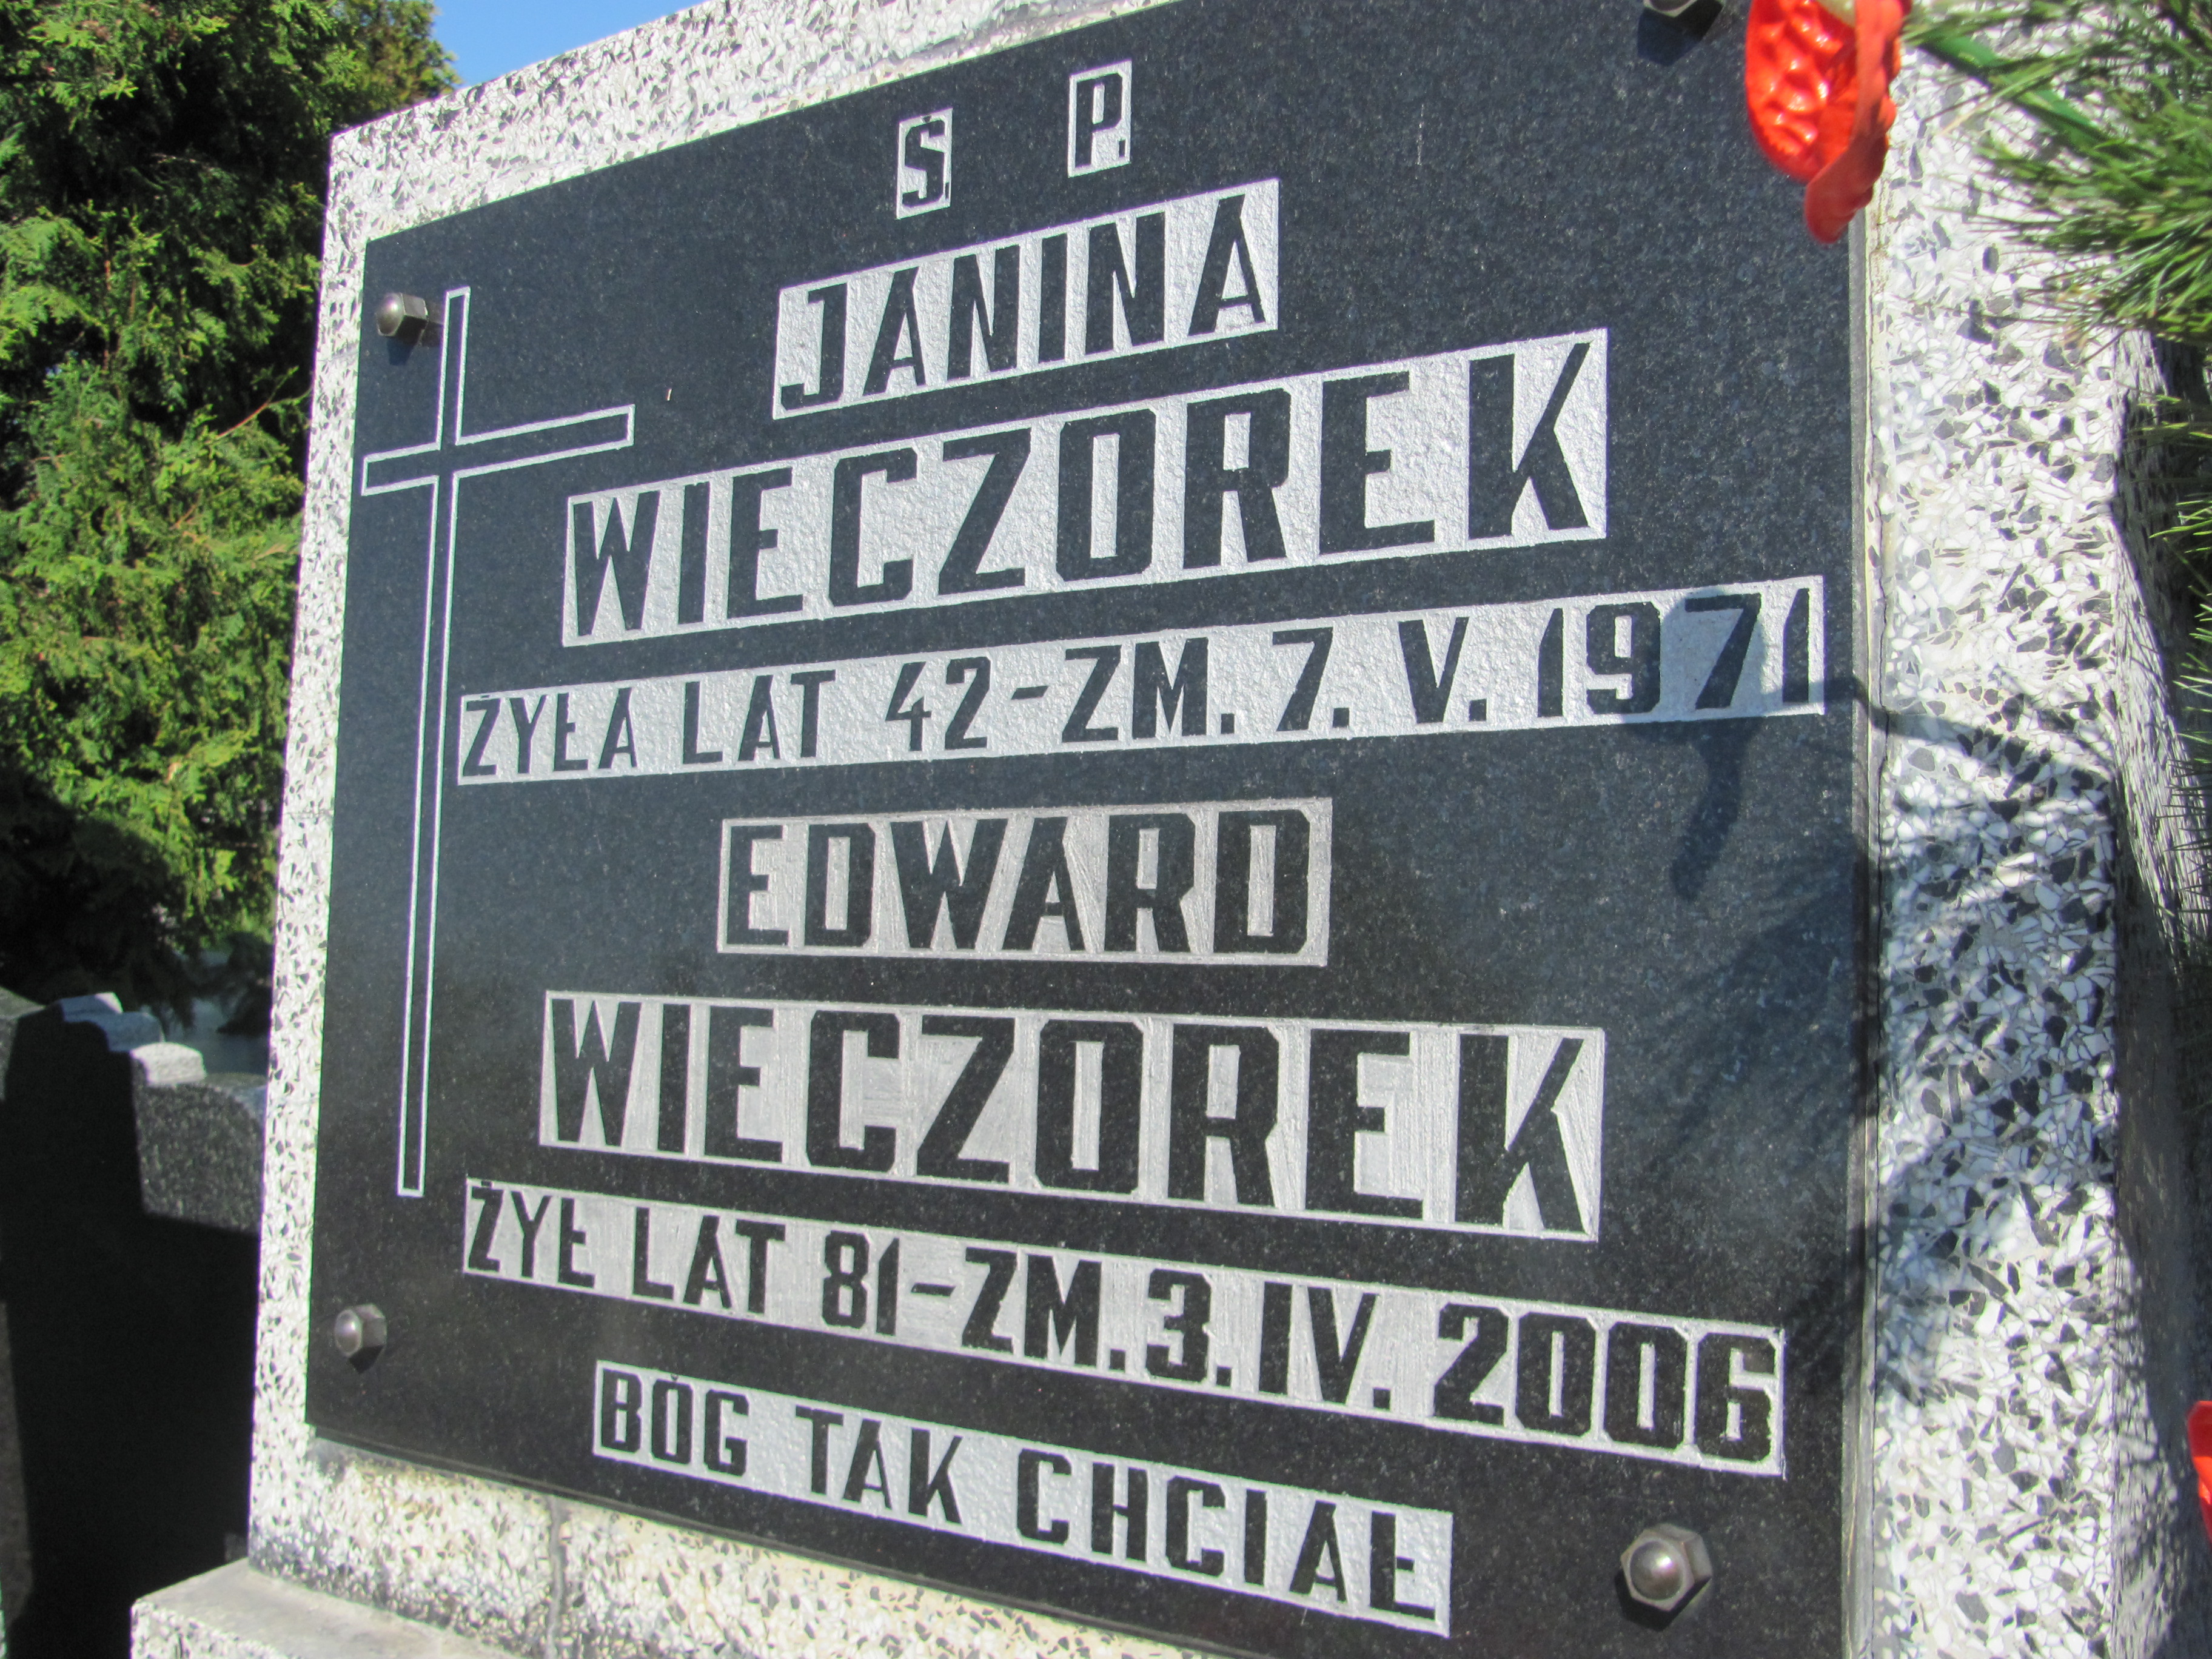 Ś. P.
JANINA
WIECZOREK
ŻYŁA LAT 42-ZM. 7. V. 1971
EDWARD
WIECZOREK
ŻYŁ LAT 81-ZM. 3. IV. 2006
BÓG TAK CHCIAŁ